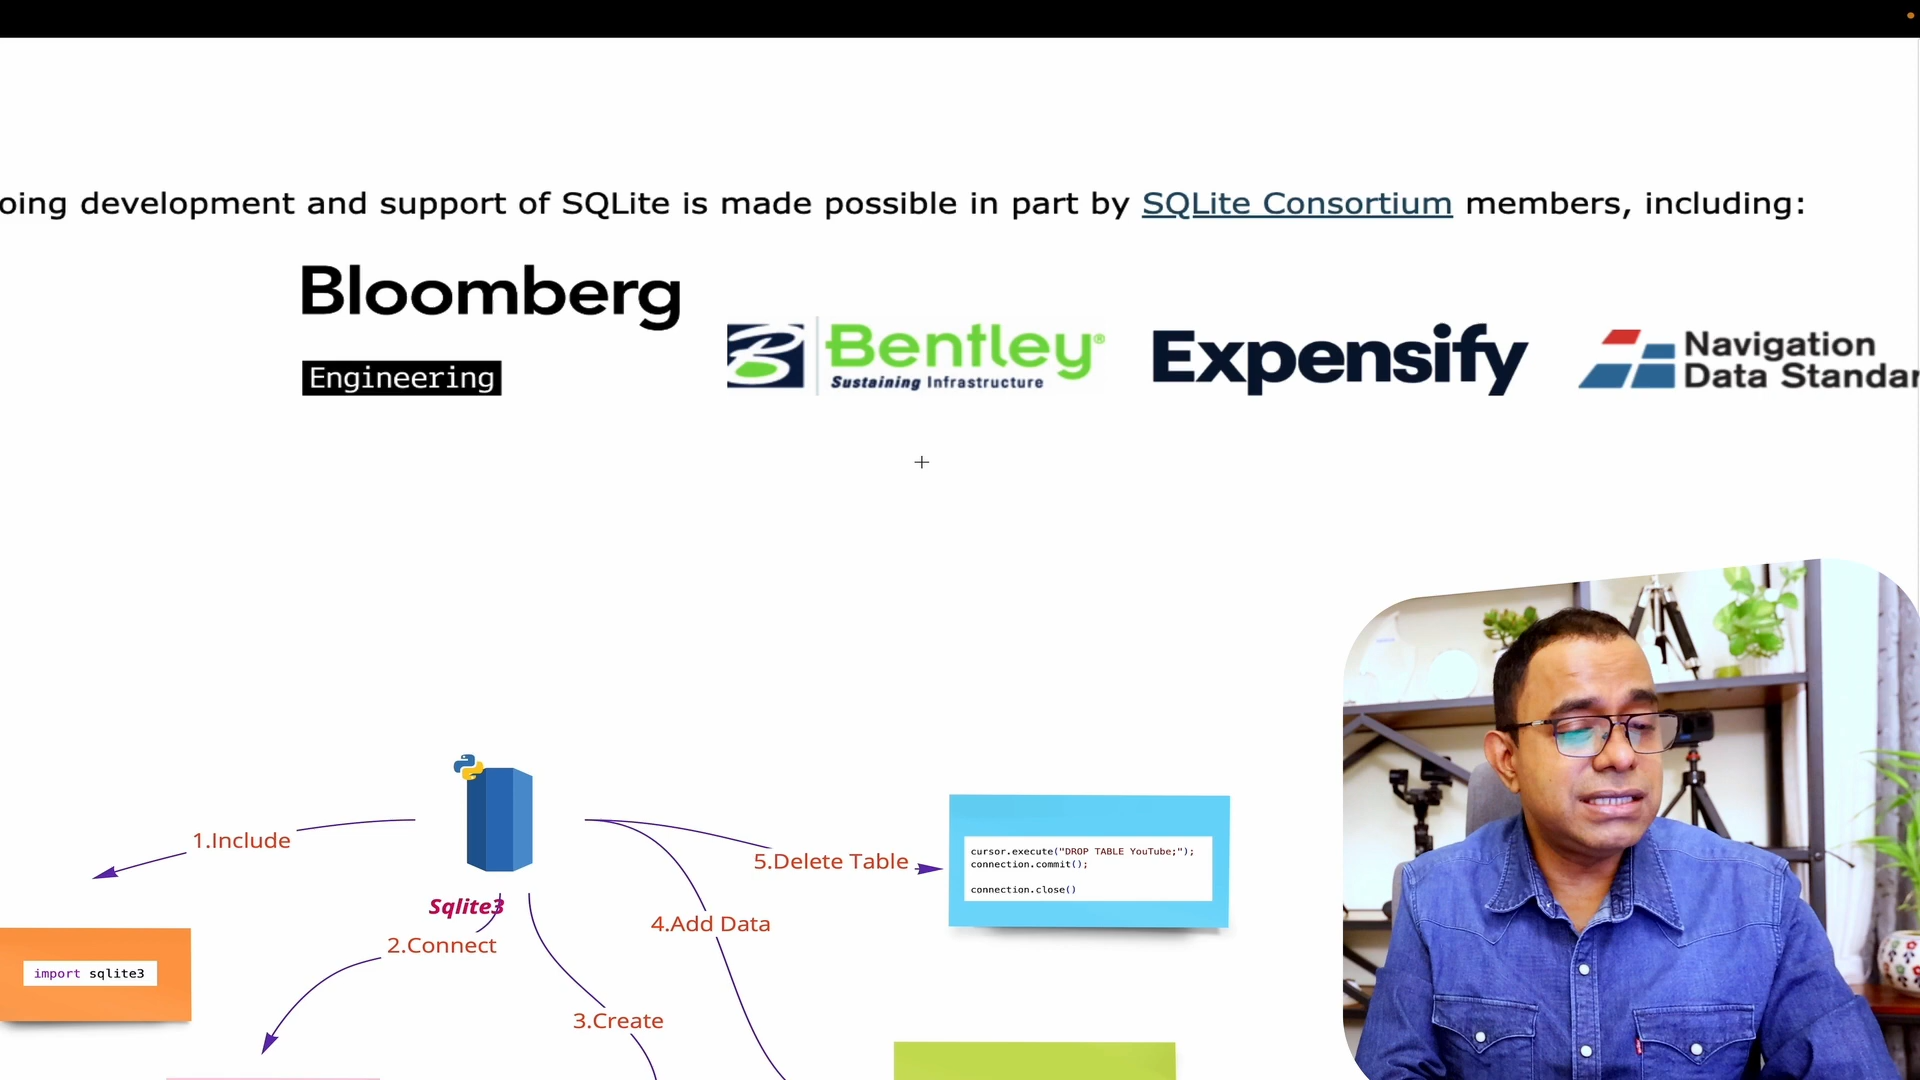 oing development and support of SQLite is made possible in part by SQLite Consortium members, including:
Bloomberg
Engineering
B Bentley®
Sustaining Infrastructure
Expensify
Navigation
Data Standar
1.Include
Sqlite3
2.Connect
3.Create
4.Add Data
5.Delete Table
cursor.execute("DROP TABLE YouTube;");
connection.commit();
connection.close()
import sqlite3